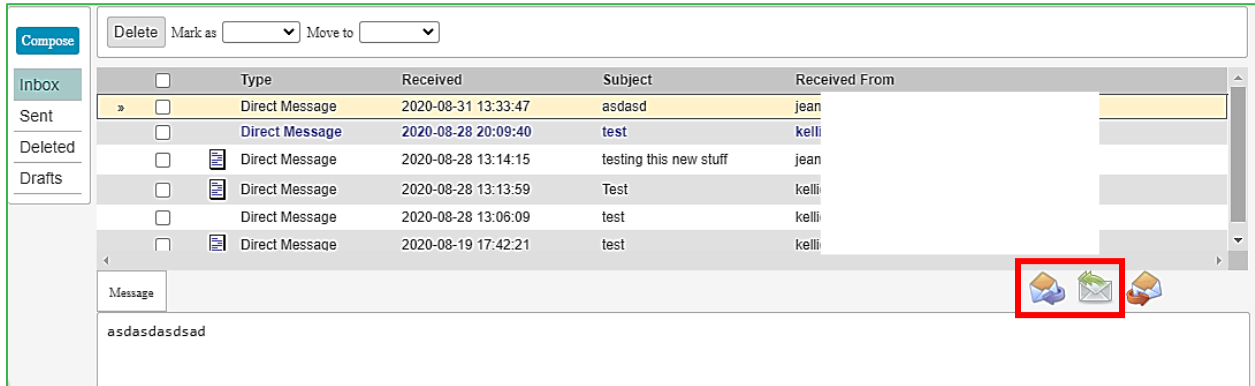 Compose
Delete Mark as Move to
Inbox
Sent
Deleted
Drafts
Type Received Subject Received From
» Direct Message 2020-08-31 13:33:47 asdasd jean
Direct Message 2020-08-28 20:09:40 test kelli
Direct Message 2020-08-28 13:14:15 testing this new stuff jean
Direct Message 2020-08-28 13:13:59 Test kelli
Direct Message 2020-08-28 13:06:09 test kelli
Direct Message 2020-08-19 17:42:21 test kelli
Message
asdasdasdsad